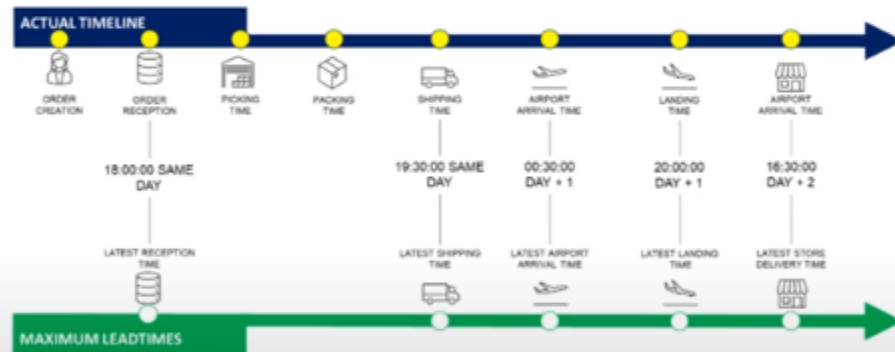 ACTUAL TIMELINE
ORDER
CREATION
ORDER
RECEPTION
PICKING
TIME
PACKING
TIME
SHIPPING
TIME
AIRPORT
ARRIVAL TIME
LANDING
TIME
AIRPORT
ARRIVAL TIME
18:00:00 SAME
DAY
19:30:00 SAME
DAY
00:30:00
DAY + 1
20:00:00
DAY + 1
16:30:00
DAY + 2
LATEST RECEPTION
TIME
LATEST SHIPPING
TIME
LATEST AIRPORT
ARRIVAL TIME
LATEST LANDING
TIME
LATEST STORE
DELIVERY TIME
MAXIMUM LEADTIMES